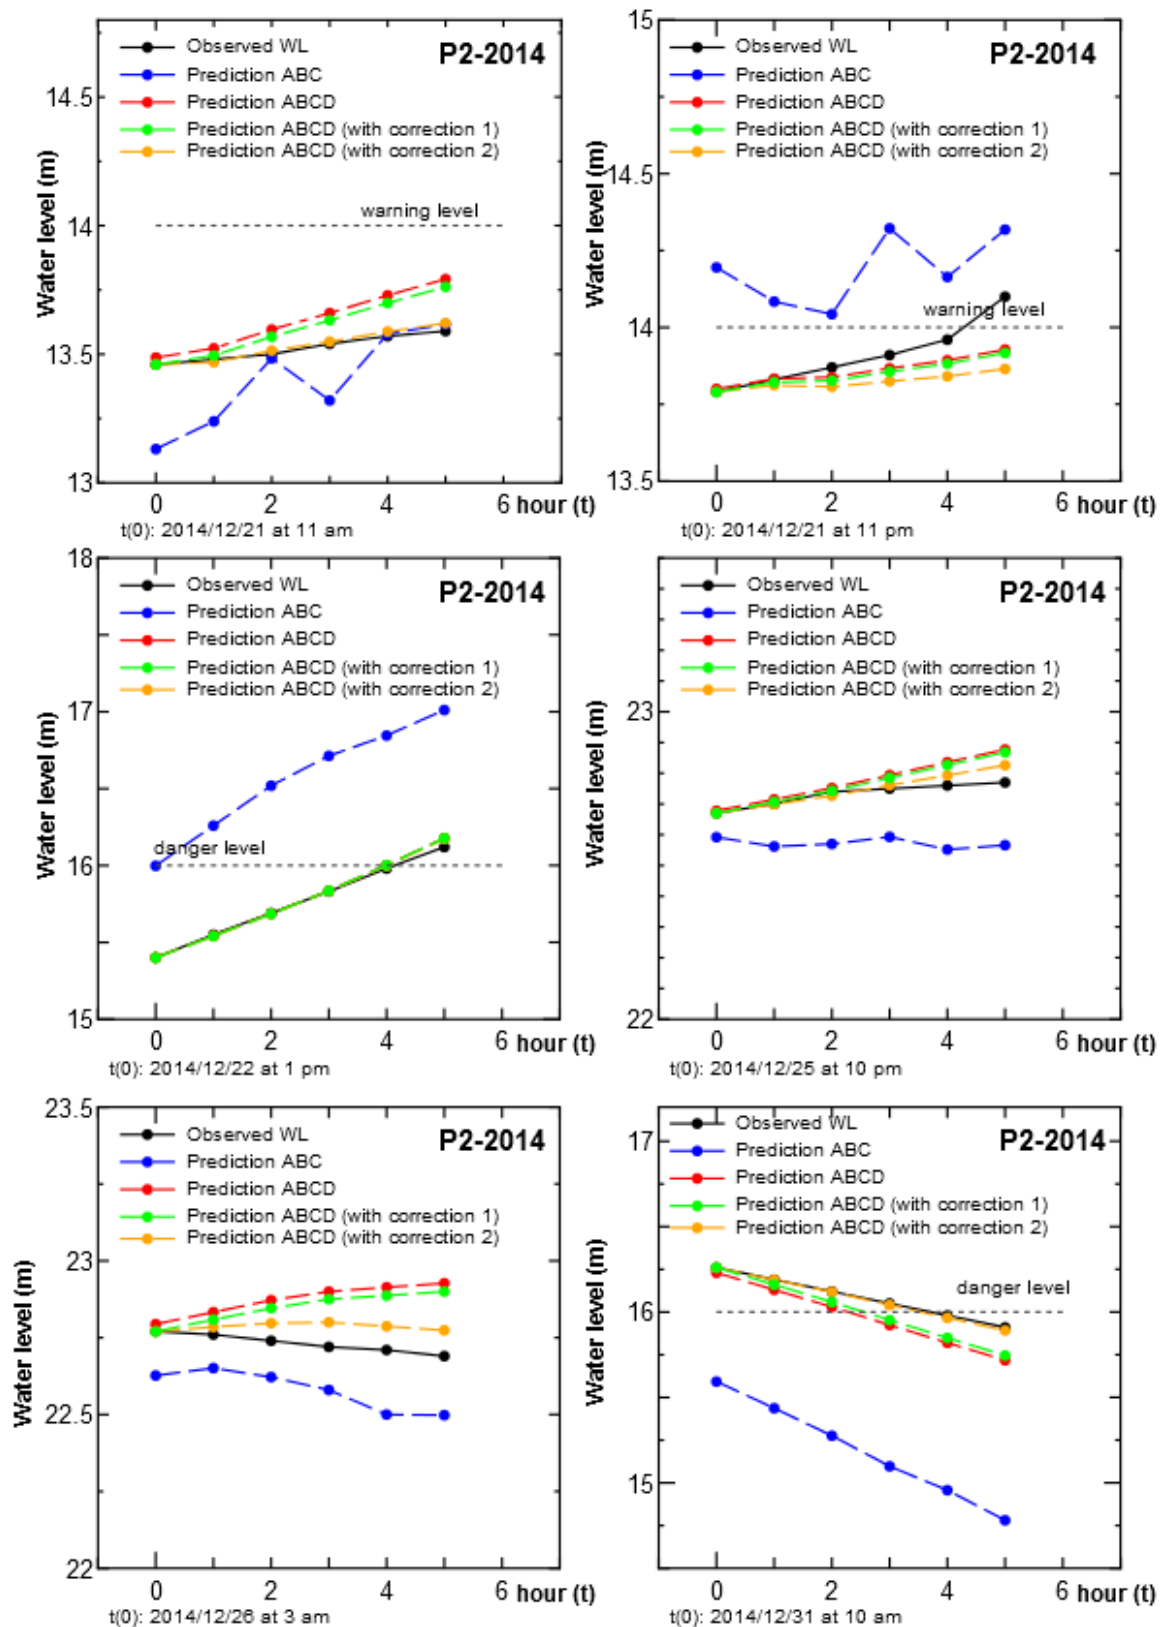 Observed WL
Prediction ABC
Prediction ABCD
Prediction ABCD (with correction 1)
Prediction ABCD (with correction 2)
P2-2014
14.5
14
13.5
13
Water level (m)
warning level
0 2 4 6 hour (t)
t(0): 2014/12/21 at 11 am
Observed WL
Prediction ABC
Prediction ABCD
Prediction ABCD (with correction 1)
Prediction ABCD (with correction 2)
P2-2014
15
14.5
14
13.5
Water level (m)
warning level
0 2 4 6 hour (t)
t(0): 2014/12/21 at 11 pm
Observed WL
Prediction ABC
Prediction ABCD
Prediction ABCD (with correction 1)
Prediction ABCD (with correction 2)
P2-2014
18
17
16
15
Water level (m)
danger level
0 2 4 6 hour (t)
t(0): 2014/12/22 at 1 pm
Observed WL
Prediction ABC
Prediction ABCD
Prediction ABCD (with correction 1)
Prediction ABCD (with correction 2)
P2-2014
23
22
Water level (m)
0 2 4 6 hour (t)
t(0): 2014/12/25 at 10 pm
Observed WL
Prediction ABC
Prediction ABCD
Prediction ABCD (with correction 1)
Prediction ABCD (with correction 2)
P2-2014
23.5
23
22.5
22
Water level (m)
0 2 4 6 hour (t)
t(0): 2014/12/26 at 3 am
Observed WL
Prediction ABC
Prediction ABCD
Prediction ABCD (with correction 1)
Prediction ABCD (with correction 2)
P2-2014
17
16
15
Water level (m)
danger level
0 2 4 6 hour (t)
t(0): 2014/12/31 at 10 am